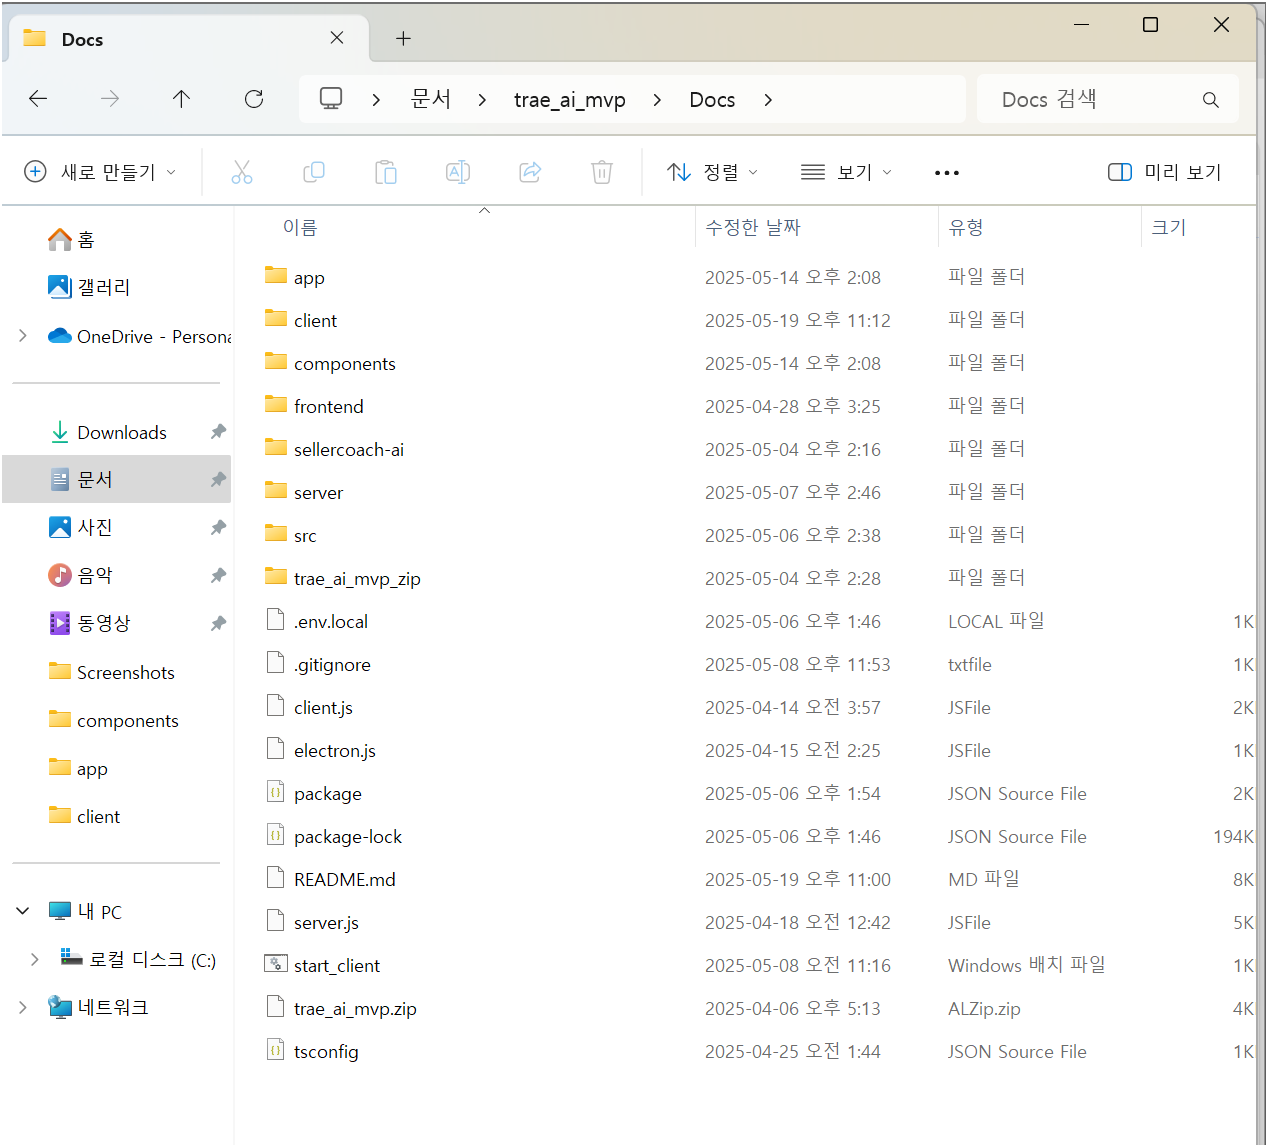 Docs
문서 > trae_ai_mvp > Docs >
Docs 검색
새로 만들기
정렬
보기
미리 보기
이름 수정한 날짜 유형 크기
홈
갤러리
OneDrive - Persona
Downloads
문서
사진
음악
동영상
Screenshots
components
app
client
내 PC
로컬 디스크 (C:)
네트워크
app 2025-05-14 오후 2:08 파일 폴더
client 2025-05-19 오후 11:12 파일 폴더
components 2025-05-14 오후 2:08 파일 폴더
frontend 2025-04-28 오후 3:25 파일 폴더
sellercoach-ai 2025-05-04 오후 2:16 파일 폴더
server 2025-05-07 오후 2:46 파일 폴더
src 2025-05-06 오후 2:38 파일 폴더
trae_ai_mvp_zip 2025-05-04 오후 2:28 파일 폴더
.env.local 2025-05-06 오후 1:46 LOCAL 파일 1K
.gitignore 2025-05-08 오후 11:53 txtfile 1K
client.js 2025-04-14 오전 3:57 JSFile 2K
electron.js 2025-04-15 오전 2:25 JSFile 1K
package 2025-05-06 오후 1:54 JSON Source File 2K
package-lock 2025-05-06 오후 1:46 JSON Source File 194K
README.md 2025-05-19 오후 11:00 MD 파일 8K
server.js 2025-04-18 오전 12:42 JSFile 5K
start_client 2025-05-08 오전 11:16 Windows 배치 파일 1K
trae_ai_mvp.zip 2025-04-06 오후 5:13 ALZip.zip 4K
tsconfig 2025-04-25 오전 1:44 JSON Source File 1K